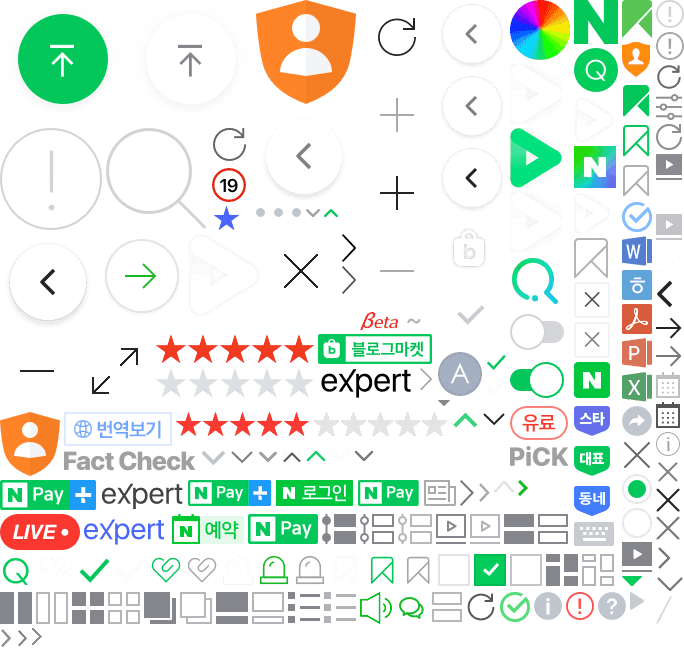 19
βeta ~
블로그마켓
expert
A
번역보기
유료
스타
Fact Check
PiCK
대표
N Pay +
expert
N Pay +
N 로그인
N Pay
동네
LIVE
expert
N 예약
N Pay
N
N
N
W
ㅎ
P
X
Q
b
i
?